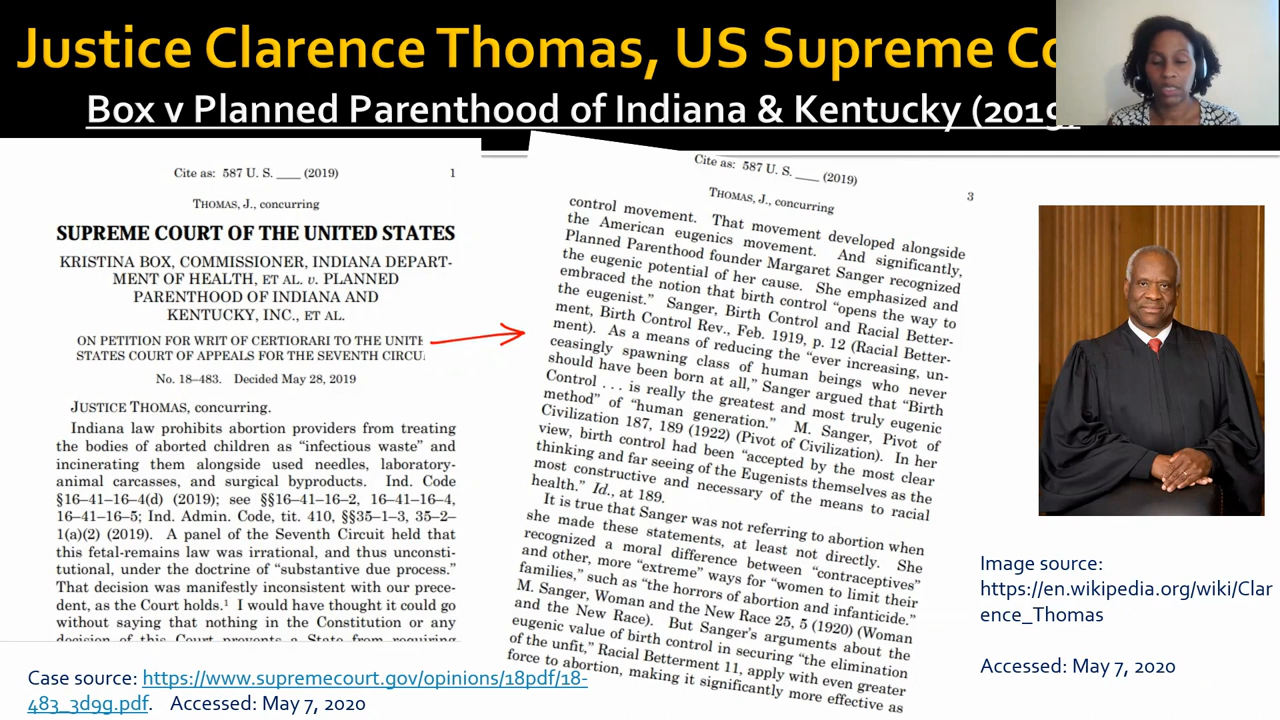 Justice Clarence Thomas, US Supreme Co
Box v Planned Parenthood of Indiana & Kentucky (2019)
Cite as: 587 U. S. ____ (2019) 1
THOMAS, J., concurring
SUPREME COURT OF THE UNITED STATES
KRISTINA BOX, COMMISSIONER, INDIANA DEPART-
MENT OF HEALTH, ET AL. v. PLANNED
PARENTHOOD OF INDIANA AND
KENTUCKY, INC., ET AL.
ON PETITION FOR WRIT OF CERTIORARI TO THE UNITE
STATES COURT OF APPEALS FOR THE SEVENTH CIRCU
No. 18–483. Decided May 28, 2019
JUSTICE THOMAS, concurring.
Indiana law prohibits abortion providers from treating
the bodies of aborted children as “infectious waste” and
incinerating them alongside used needles, laboratory-
animal carcasses, and surgical byproducts. Ind. Code
§16–41–16–4(d) (2019); see §§16–41–16–2, 16–41–16–4,
16–41–16–5; Ind. Admin. Code, tit. 410, §§35–1–3, 35–2–
1(a)(2) (2019). A panel of the Seventh Circuit held that
this fetal-remains law was irrational, and thus unconsti-
tutional, under the doctrine of “substantive due process.”
That decision was manifestly inconsistent with our prece-
dent, as the Court holds.¹ I would have thought it could go
without saying that nothing in the Constitution or any
decision of this Court prevents a State from requiring
Cite as: 587 U. S. ____ (2019) 3
THOMAS, J., concurring
control movement. That movement developed alongside
the American eugenics movement. And significantly,
Planned Parenthood founder Margaret Sanger recognized
the eugenic potential of her cause. She emphasized and
embraced the notion that birth control “opens the way to
the eugenist.” Sanger, Birth Control and Racial Better-
ment, Birth Control Rev., Feb. 1919, p. 12 (Racial Better-
ment). As a means of reducing the “ever increasing, un-
ceasingly spawning class of human beings who never
should have been born at all,” Sanger argued that “Birth
Control . . . is really the greatest and most truly eugenic
method” of “human generation.” M. Sanger, Pivot of
Civilization 187, 189 (1922) (Pivot of Civilization). In her
view, birth control had been “accepted by the most clear
thinking and far seeing of the Eugenists themselves as the
most constructive and necessary of the means to racial
health.” Id., at 189.
It is true that Sanger was not referring to abortion when
she made these statements, at least not directly. She
recognized a moral difference between “contraceptives”
and other, more “extreme” ways for “women to limit their
families,” such as “the horrors of abortion and infanticide.”
M. Sanger, Woman and the New Race 25, 5 (1920) (Woman
and the New Race). But Sanger’s arguments about the
eugenic value of birth control in securing “the elimination
of the unfit,” Racial Betterment 11, apply with even greater
force to abortion, making it significantly more effective as
Image source:
https://en.wikipedia.org/wiki/Clar
ence_Thomas
Accessed: May 7, 2020
Case source: https://www.supremecourt.gov/opinions/18pdf/18-
483_3d9g.pdf. Accessed: May 7, 2020